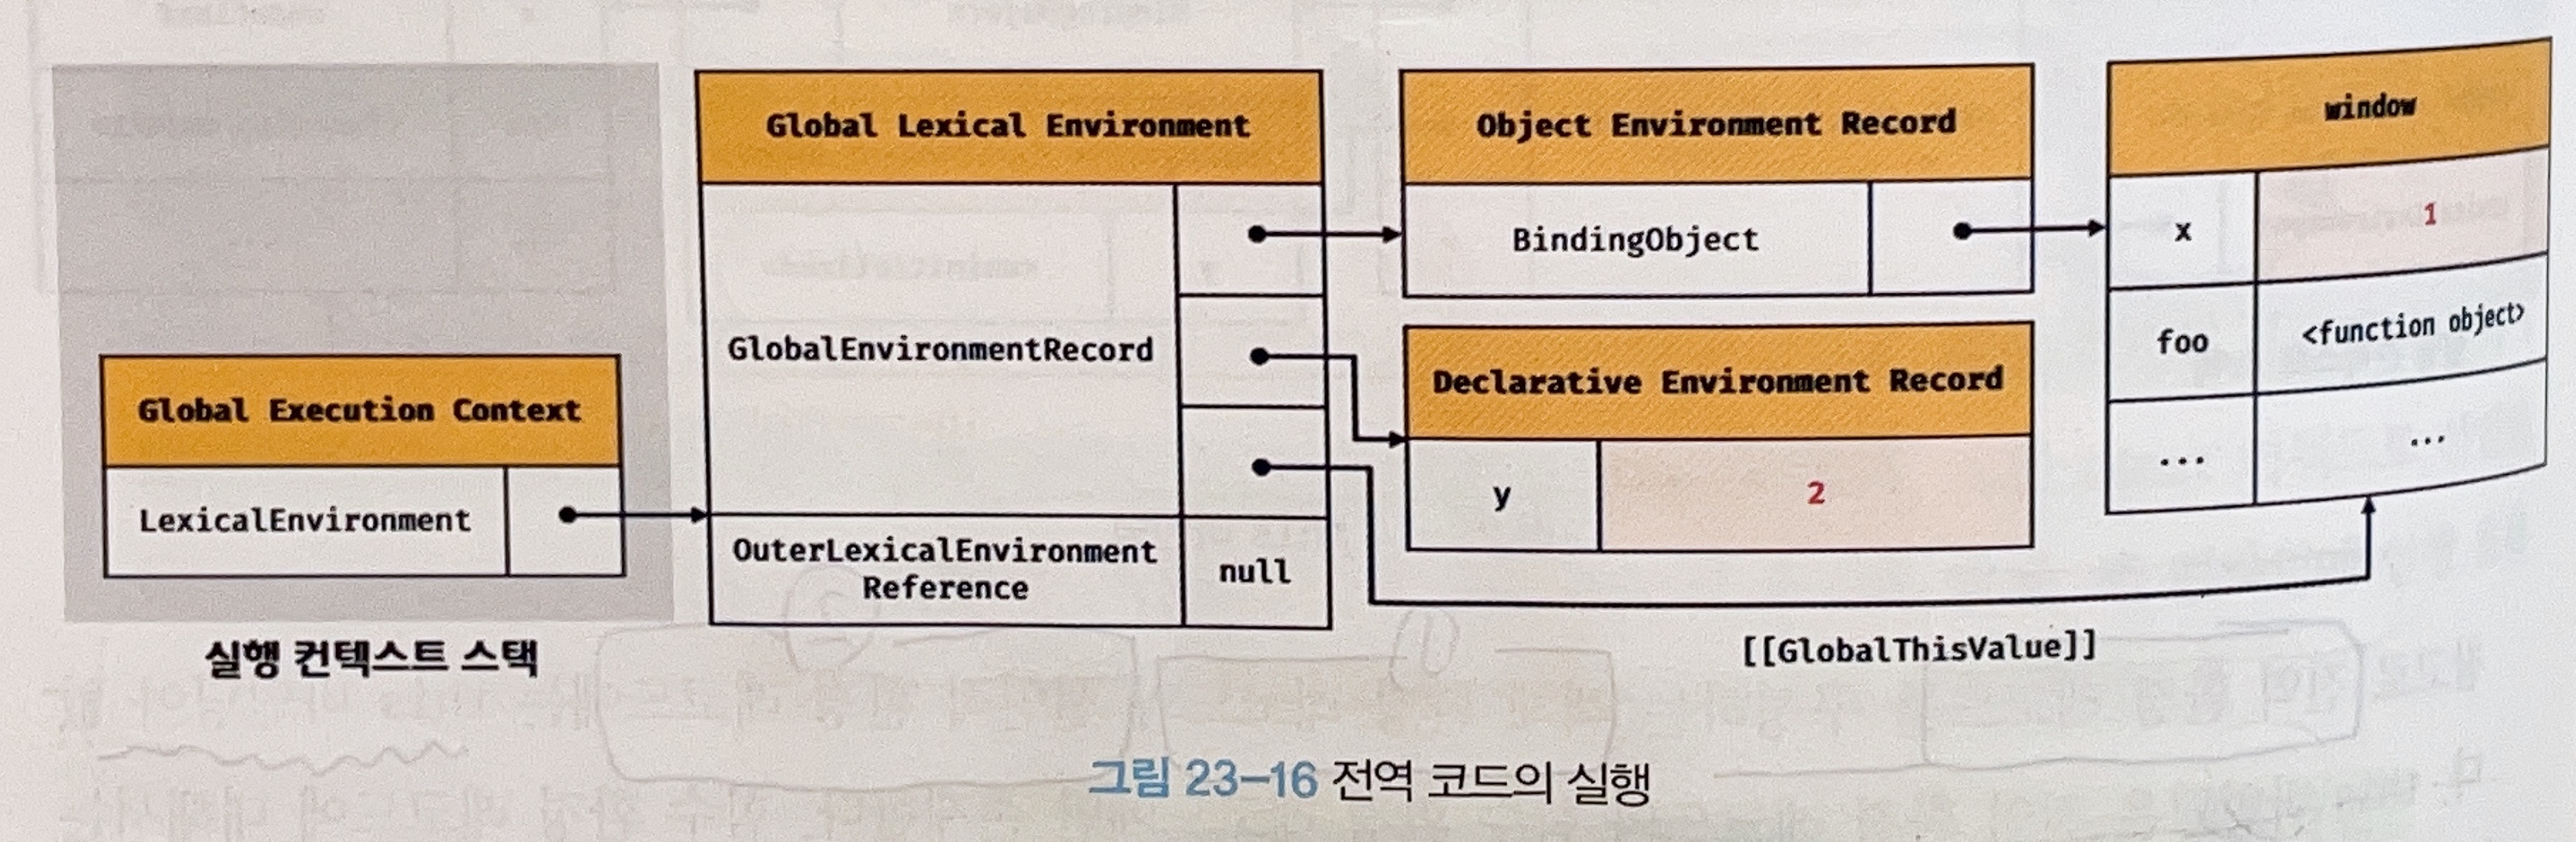 Global Execution Context
LexicalEnvironment
실행 컨텍스트 스택
Global Lexical Environment
GlobalEnvironmentRecord
OuterLexicalEnvironment
Reference
null
Object Environment Record
BindingObject
Declarative Environment Record
y
2
window
x
1
foo
<function object>
...
...
[[GlobalThisValue]]
그림 23-16 전역 코드의 실행